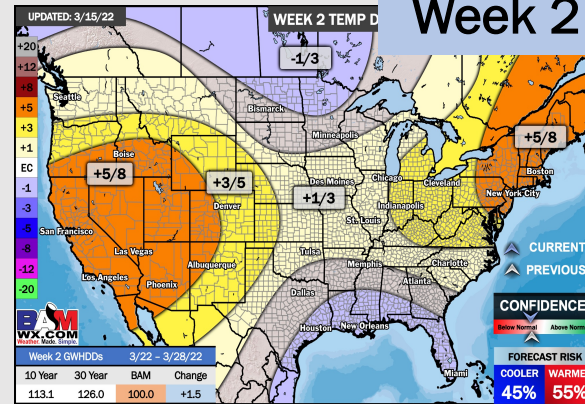 UPDATED: 3/15/22
WEEK 2 TEMP D
Week 2
+20
+12
+8
+5
+3
+1
EC
-1
-3
-5
-8
-12
-20
-1/3
Seattle
Bismarck
Minneapolis
+5/8
Boise
+5/8
Boston
+3/5
Des Moines
Chicago
Cleveland
New York City
+1/3
Denver
Indianapolis
San Francisco
St. Louis
Las Vegas
Tulsa
Memphis
Charlotte
Albuquerque
Los Angeles
Phoenix
Atlanta
Dallas
Houston
New Orleans
Miami
CURRENT
PREVIOUS
CONFIDENCE
Below Normal
Above Norm
FORECAST RISK
COOLER
WARME
45%
55%
BAM
WX.COM
Weather. Made. Simple.
Week 2 GWHDDs 3/22 - 3/28/22
10 Year 30 Year BAM Change
113.1 126.0 100.0 +1.5